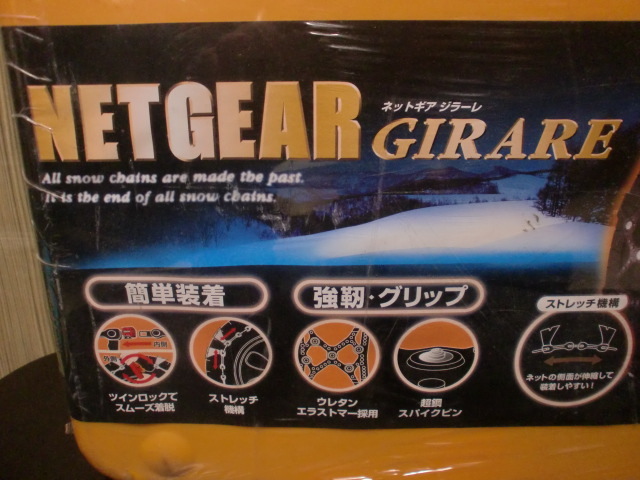 NETGEAR
ネットギア ジラーレ
GIRARE
All snow chains are made the past.
It is the end of all snow chains.
簡単装着
強靭・グリップ
ストレッチ機構
内側
外側
ツインロックで
スムーズ着脱
ストレッチ
機構
ウレタン
エラストマー採用
超鋼
スパイクピン
ネットの側面が伸縮して
装着しやすい!